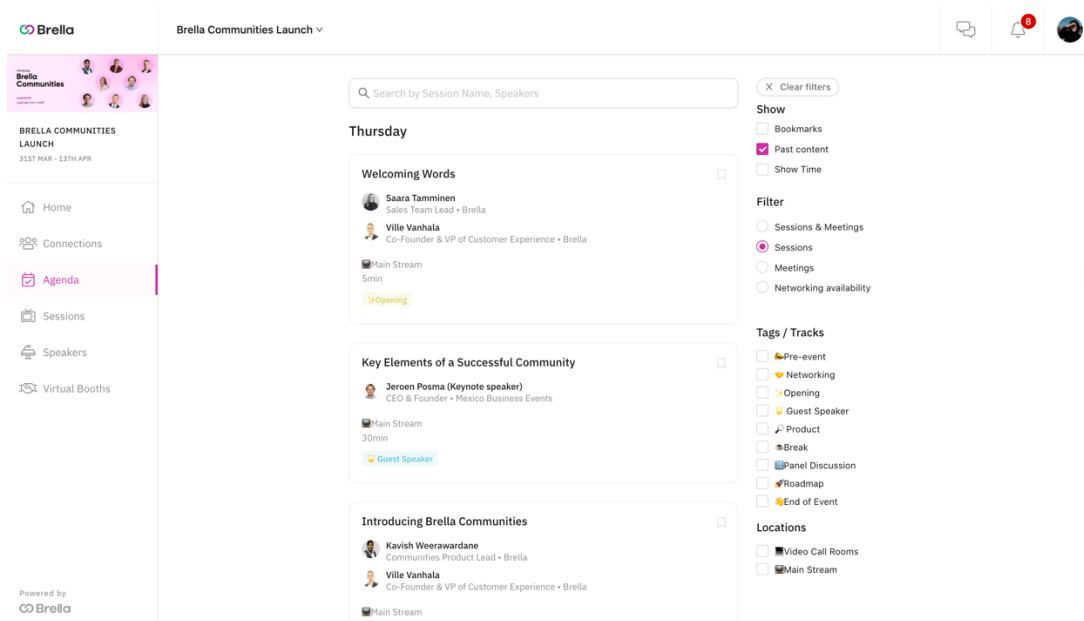 Brella
Brella Communities Launch
8
Brella
Communities
BRELLA COMMUNITIES
LAUNCH
31ST MAR - 13TH APR
Home
Connections
Agenda
Sessions
Speakers
Virtual Booths
Powered by
Brella
Search by Session Name, Speakers
Thursday
Welcoming Words
Saara Tamminen
Sales Team Lead • Brella
Ville Vanhala
Co-Founder & VP of Customer Experience • Brella
Main Stream
5min
Opening
Key Elements of a Successful Community
Jeroen Posma (Keynote speaker)
CEO & Founder • Mexico Business Events
Main Stream
30min
Guest Speaker
Introducing Brella Communities
Kavish Weerawardane
Communities Product Lead • Brella
Ville Vanhala
Co-Founder & VP of Customer Experience • Brella
Main Stream
Clear filters
Show
Bookmarks
Past content
Show Time
Filter
Sessions & Meetings
Sessions
Meetings
Networking availability
Tags / Tracks
Pre-event
Networking
Opening
Guest Speaker
Product
Break
Panel Discussion
Roadmap
End of Event
Locations
Video Call Rooms
Main Stream